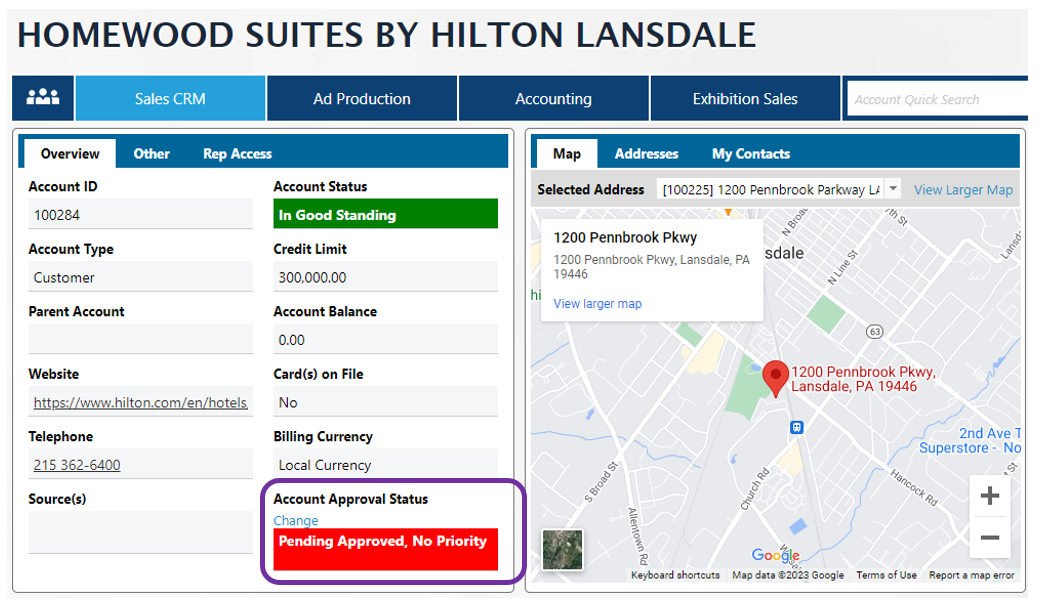 HOMEWOOD SUITES BY HILTON LANSDALE
Sales CRM
Ad Production
Accounting
Exhibition Sales
Account Quick Search
Overview
Other
Rep Access
Account ID
100284
Account Type
Customer
Parent Account
Website
https://www.hilton.com/en/hotels
Telephone
215 362-6400
Source(s)
Account Status
In Good Standing
Credit Limit
300,000.00
Account Balance
0.00
Card(s) on File
No
Billing Currency
Local Currency
Account Approval Status
Change
Pending Approved, No Priority
Map
Addresses
My Contacts
Selected Address
[100225] 1200 Pennbrook Parkway LA
View Larger Map
1200 Pennbrook Pkwy
1200 Pennbrook Pkwy, Lansdale, PA
19446
View larger map
sdale
hi
N Broa
th St
Lansd
N Line St
63
1200 Pennbrook Pkwy,
Lansdale, PA 19446
2nd Ave T
Superstore - No
S Broad St
Church Rd
Hancock Rd
Allentown Rd
St
+
−
Google
Keyboard shortcuts
Map data ©2023 Google
Terms of Use
Report a map error